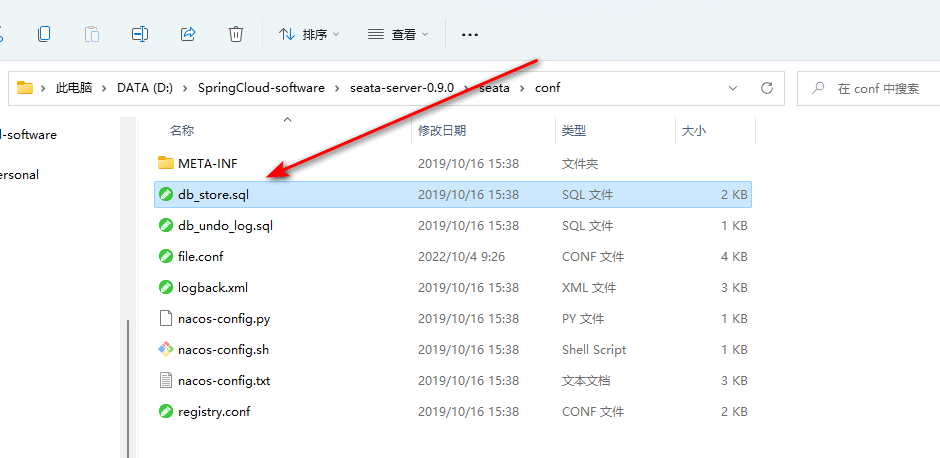 排序 查看
此电脑 DATA (D:) SpringCloud-software seata-server-0.9.0 seata conf 在 conf 中搜索
l-software
ersonal
名称 修改日期 类型 大小
META-INF 2019/10/16 15:38 文件夹
db_store.sql 2019/10/16 15:38 SQL 文件 2 KB
db_undo_log.sql 2019/10/16 15:38 SQL 文件 1 KB
file.conf 2022/10/4 9:26 CONF 文件 4 KB
logback.xml 2019/10/16 15:38 XML 文件 3 KB
nacos-config.py 2019/10/16 15:38 PY 文件 1 KB
nacos-config.sh 2019/10/16 15:38 Shell Script 1 KB
nacos-config.txt 2019/10/16 15:38 文本文档 3 KB
registry.conf 2019/10/16 15:38 CONF 文件 2 KB